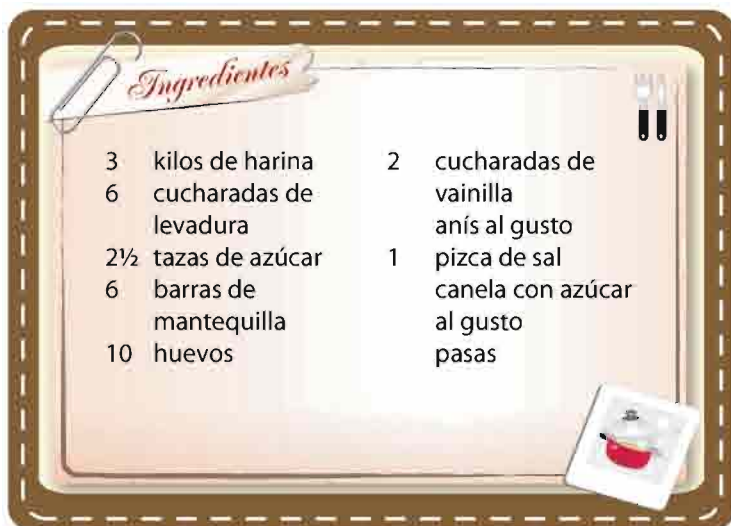 Ingredientes
3 kilos de harina
6 cucharadas de
levadura
2½ tazas de azúcar
6 barras de
mantequilla
10 huevos
2 cucharadas de
vainilla
anís al gusto
1 pizca de sal
canela con azúcar
al gusto
pasas